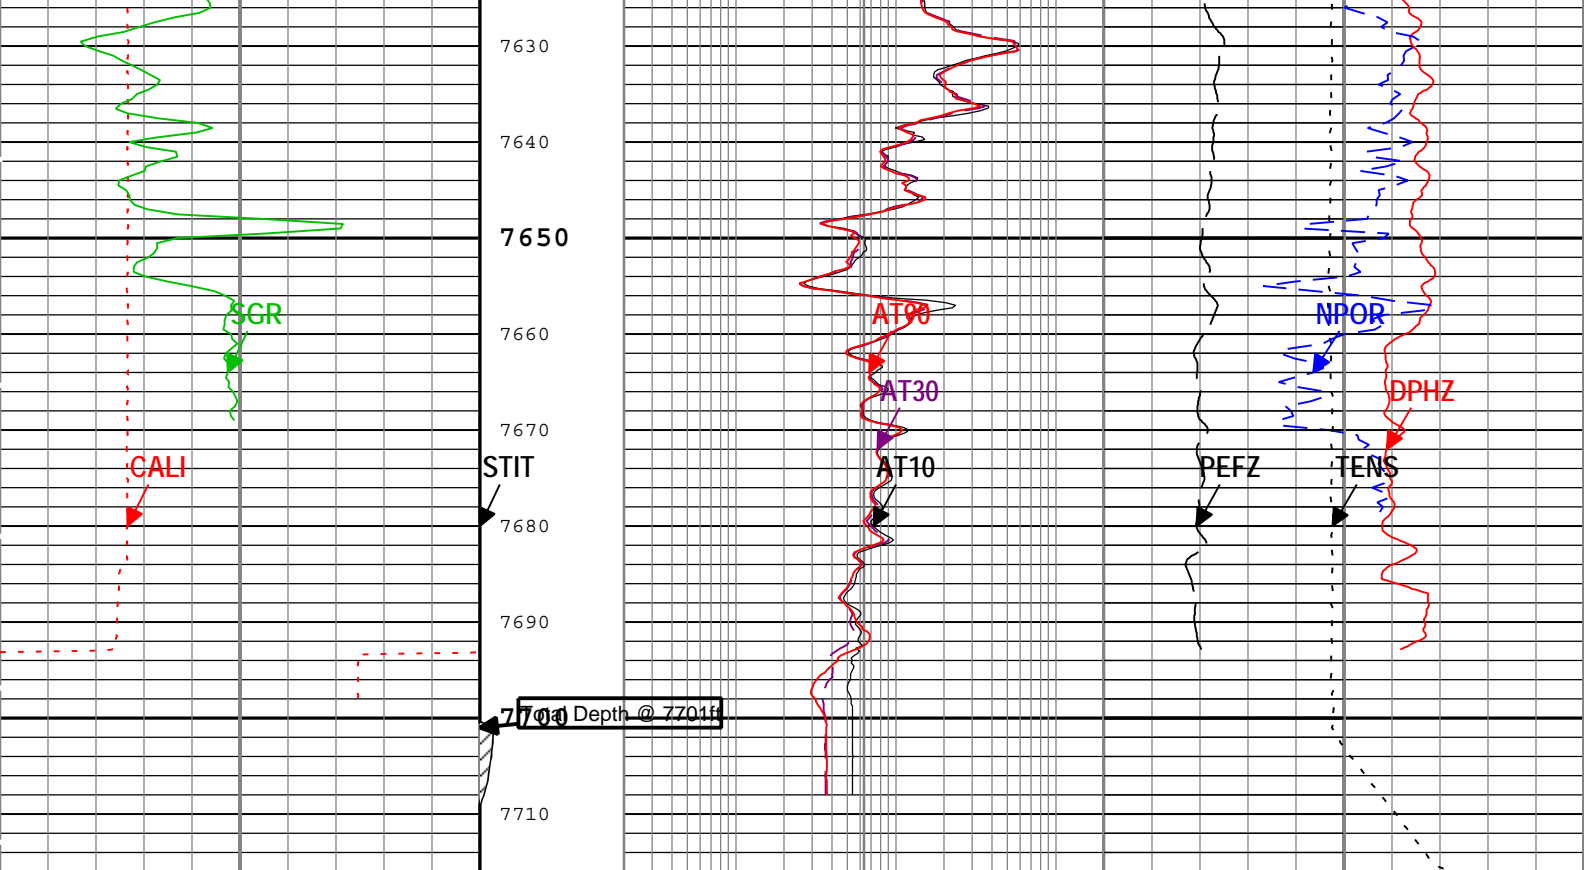 7630
7640
7650
SGR
AT90
NPOR
7660
AT30
DPHZ
7670
CALI
STIT
AT10
PEFZ
TENS
7680
7690
7700
Total Depth @ 7701ft
7710